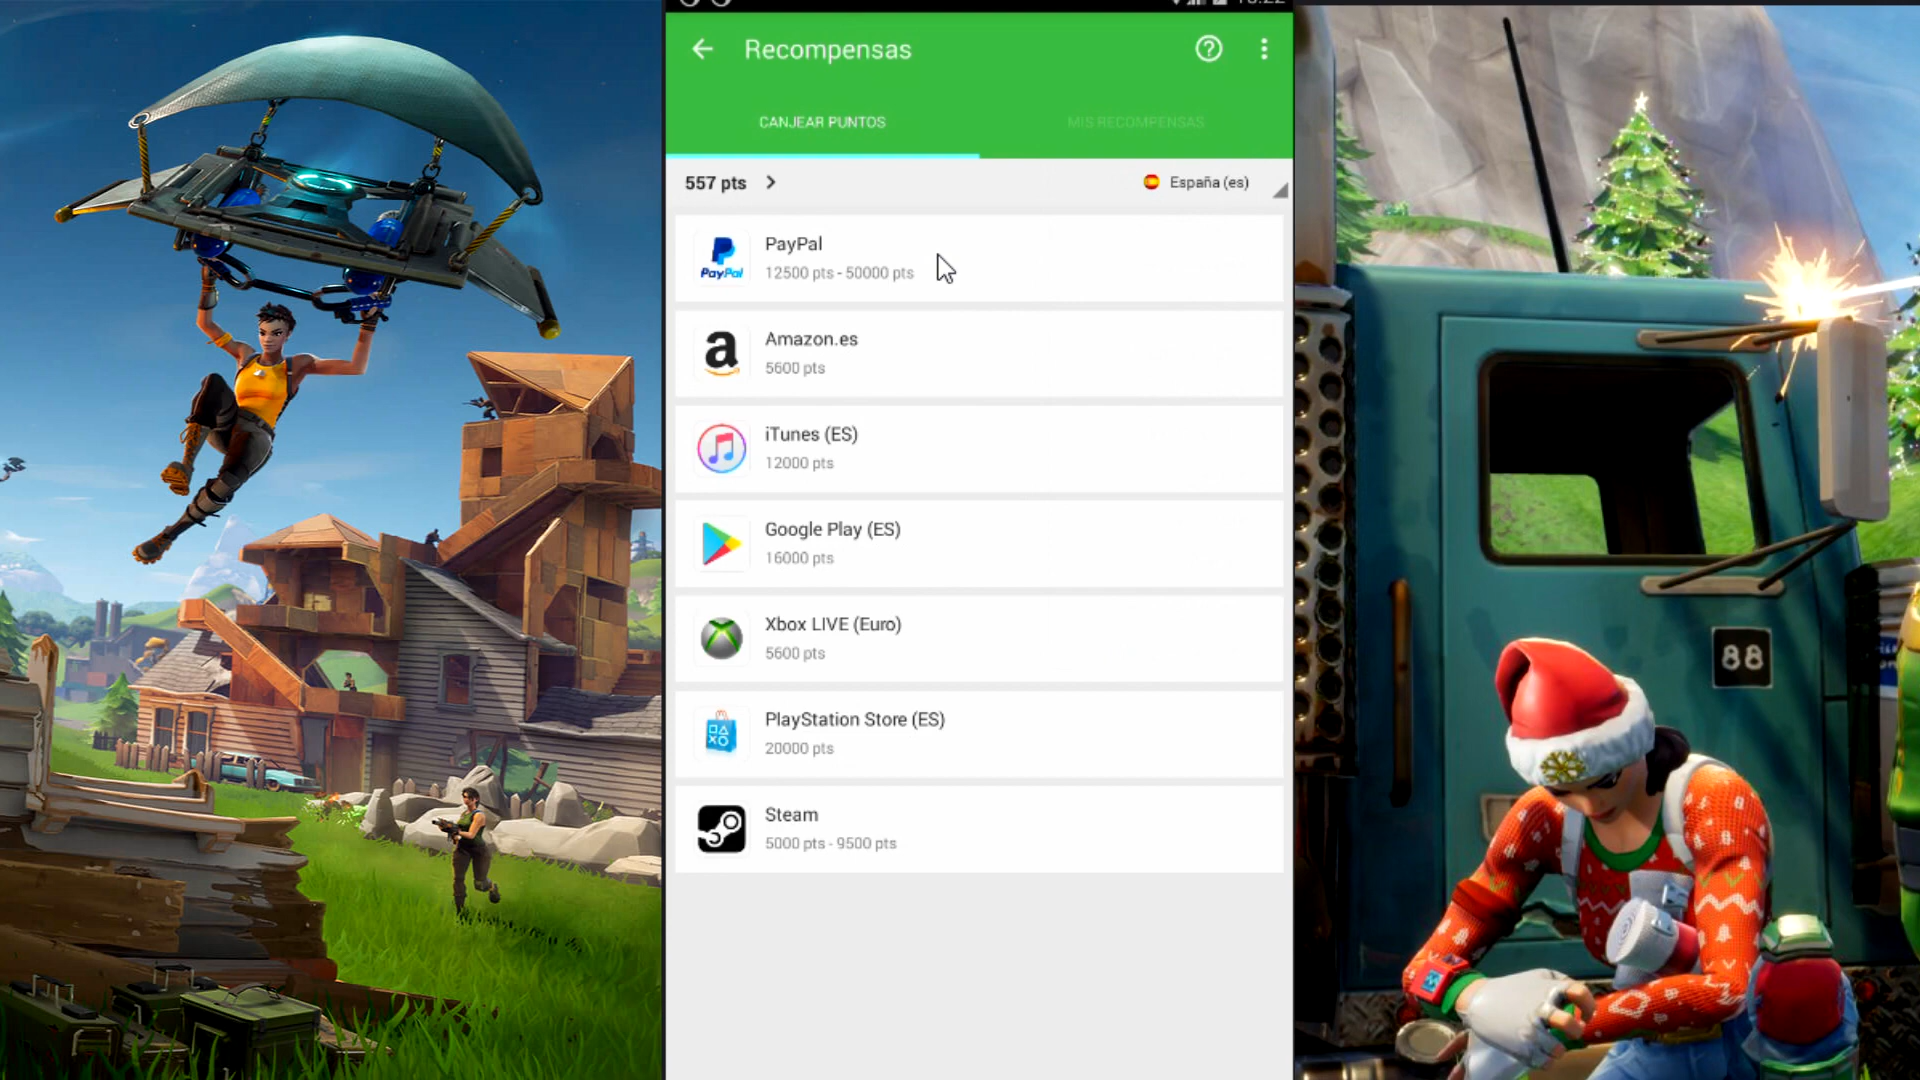 Recompensas
CANJEAR PUNTOS
MIS RECOMPENSAS
557 pts
España (es)
PayPal
PayPal
12500 pts - 50000 pts
Amazon.es
5600 pts
iTunes (ES)
12000 pts
Google Play (ES)
16000 pts
Xbox LIVE (Euro)
5600 pts
PlayStation Store (ES)
20000 pts
Steam
5000 pts - 9500 pts
88